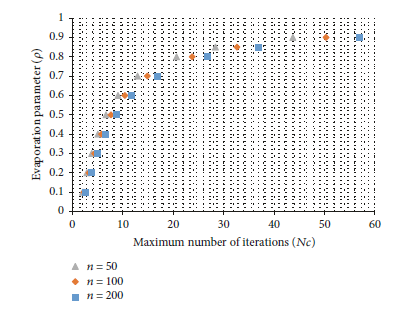 1
0.9
0.8
0.7
0.6
0.5
0.4
0.3
0.2
0.1
0
Evaporation parameter (ρ)
0 10 20 30 40 50 60
Maximum number of iterations (Nc)
n = 50
n = 100
n = 200